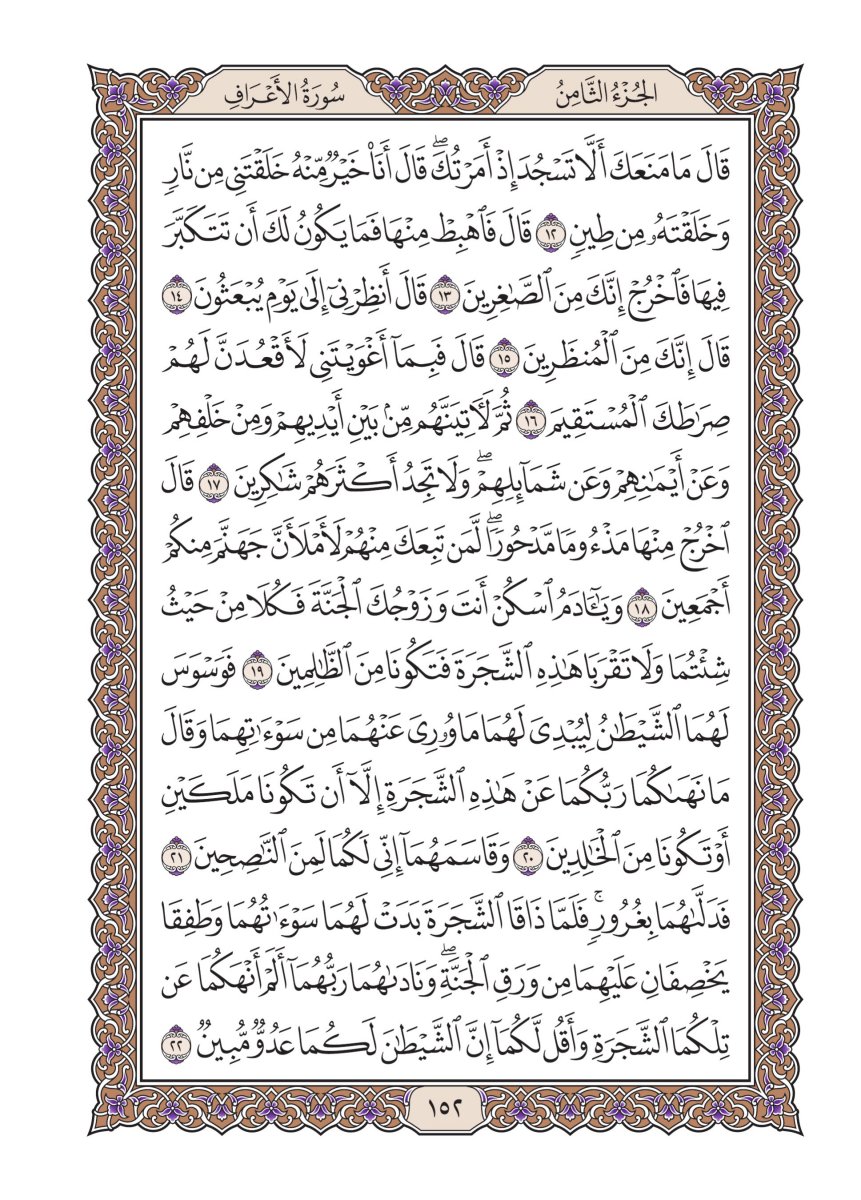 الجُزْءُ الثَّامِنُ
سُورَةُ الأَعْرَافِ
قَالَ مَا مَنَعَكَ أَلَّا تَسْجُدَ إِذْ أَمَرْتُكَۖ قَالَ أَنَا۠ خَيْرٌ مِّنْهُ خَلَقْتَنِى مِن نَّارٍ
وَخَلَقْتَهُۥ مِن طِينٍ ١٢ قَالَ فَٱهْبِطْ مِنْهَا فَمَا يَكُونُ لَكَ أَن تَتَكَبَّرَ
فِيهَا فَٱخْرُجْ إِنَّكَ مِنَ ٱلصَّٰغِرِينَ ١٣ قَالَ أَنظِرْنِىٓ إِلَىٰ يَوْمِ يُبْعَثُونَ ١٤
قَالَ إِنَّكَ مِنَ ٱلْمُنظَرِينَ ١٥ قَالَ فَبِمَآ أَغْوَيْتَنِى لَأَقْعُدَنَّ لَهُمْ
صِرَٰطَكَ ٱلْمُسْتَقِيمَ ١٦ ثُمَّ لَأٓتِيَنَّهُم مِّنۢ بَيْنِ أَيْدِيهِمْ وَمِنْ خَلْفِهِمْ
وَعَنْ أَيْمَٰنِهِمْ وَعَن شَمَآئِلِهِمْۖ وَلَا تَجِدُ أَكْثَرَهُمْ شَٰكِرِينَ ١٧ قَالَ
ٱخْرُجْ مِنْهَا مَذْءُومًا مَّدْحُورًاۖ لَّمَن تَبِعَكَ مِنْهُمْ لَأَمْلَأَنَّ جَهَنَّمَ مِنكُمْ
أَجْمَعِينَ ١٨ وَيَٰٓـَٔادَمُ ٱسْكُنْ أَنتَ وَزَوْجُكَ ٱلْجَنَّةَ فَكُلَا مِنْ حَيْثُ
شِئْتُمَا وَلَا تَقْرَبَا هَٰذِهِ ٱلشَّجَرَةَ فَتَكُونَا مِنَ ٱلظَّٰلِمِينَ ١٩ فَوَسْوَسَ
لَهُمَا ٱلشَّيْطَٰنُ لِيُبْدِىَ لَهُمَا مَا وُۥرِىَ عَنْهُمَا مِن سَوْءَٰتِهِمَا وَقَالَ
مَا نَهَىٰكُمَا رَبُّكُمَا عَنْ هَٰذِهِ ٱلشَّجَرَةِ إِلَّآ أَن تَكُونَا مَلَكَيْنِ
أَوْ تَكُونَا مِنَ ٱلْخَٰلِدِينَ ٢٠ وَقَاسَمَهُمَآ إِنِّى لَكُمَا لَمِنَ ٱلنَّٰصِحِينَ ٢١
فَدَلَّىٰهُمَا بِغُرُورٍۚ فَلَمَّا ذَاقَا ٱلشَّجَرَةَ بَدَتْ لَهُمَا سَوْءَٰتُهُمَا وَطَفِقَا
يَخْصِفَانِ عَلَيْهِمَا مِن وَرَقِ ٱلْجَنَّةِۖ وَنَادَىٰهُمَا رَبُّهُمَآ أَلَمْ أَنْهَكُمَا عَن
تِلْكُمَا ٱلشَّجَرَةِ وَأَقُل لَّكُمَآ إِنَّ ٱلشَّيْطَٰنَ لَكُمَا عَدُوٌّ مُّبِينٌ ٢٢
١٥٢